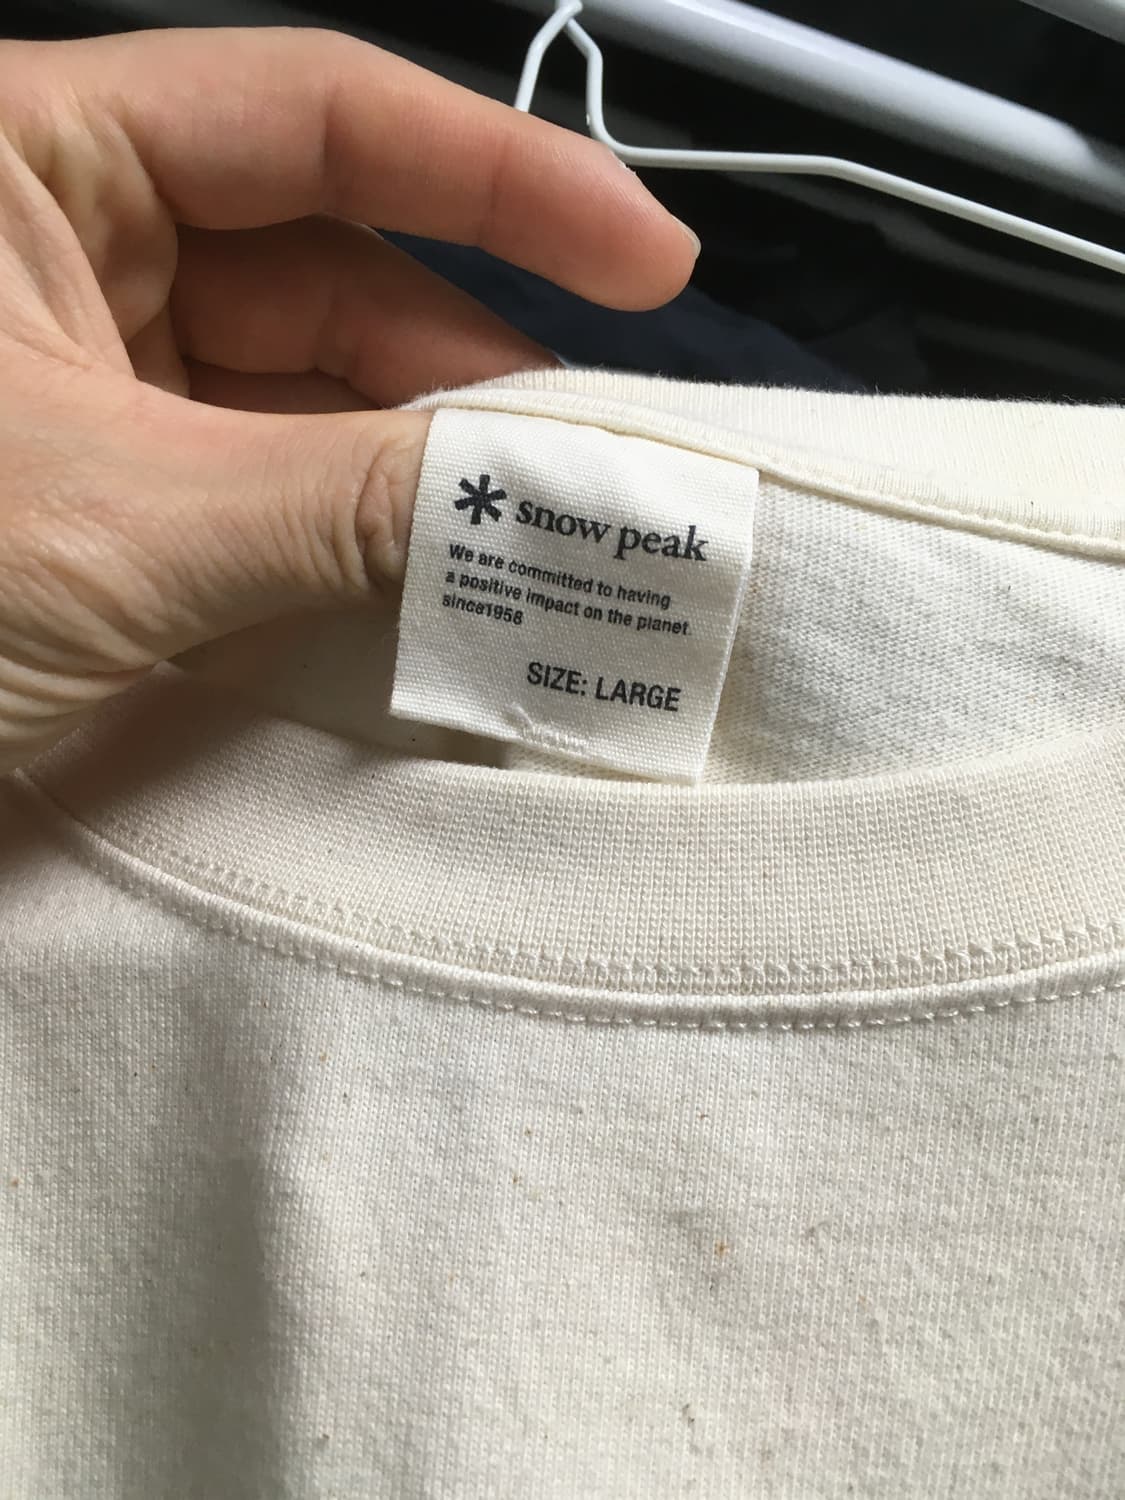 snow peak
We are committed to having
a positive impact on the planet.
since1958
SIZE: LARGE